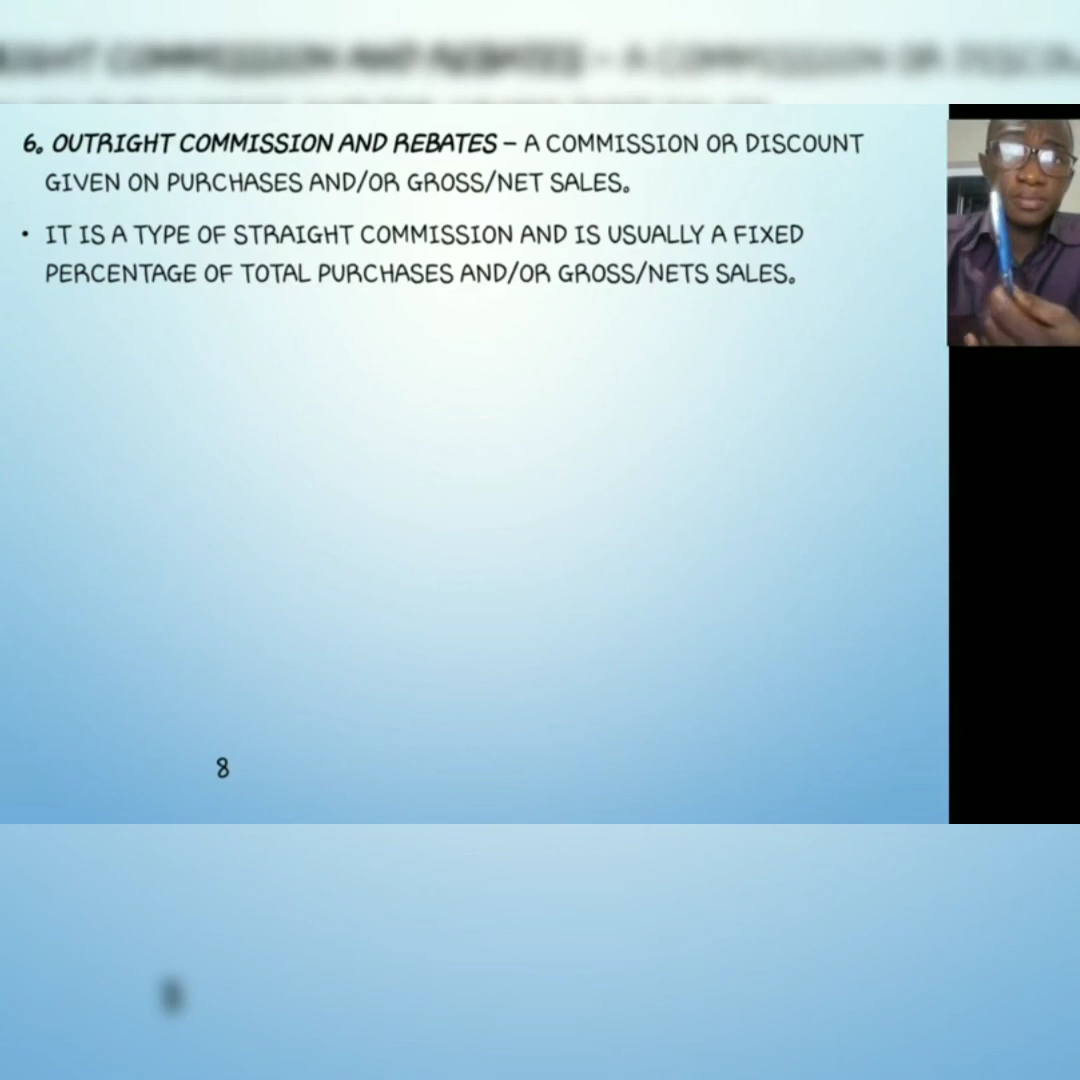 6. OUTRIGHT COMMISSION AND REBATES – A COMMISSION OR DISCOUNT
GIVEN ON PURCHASES AND/OR GROSS/NET SALES.
• IT IS A TYPE OF STRAIGHT COMMISSION AND IS USUALLY A FIXED
PERCENTAGE OF TOTAL PURCHASES AND/OR GROSS/NETS SALES.
8